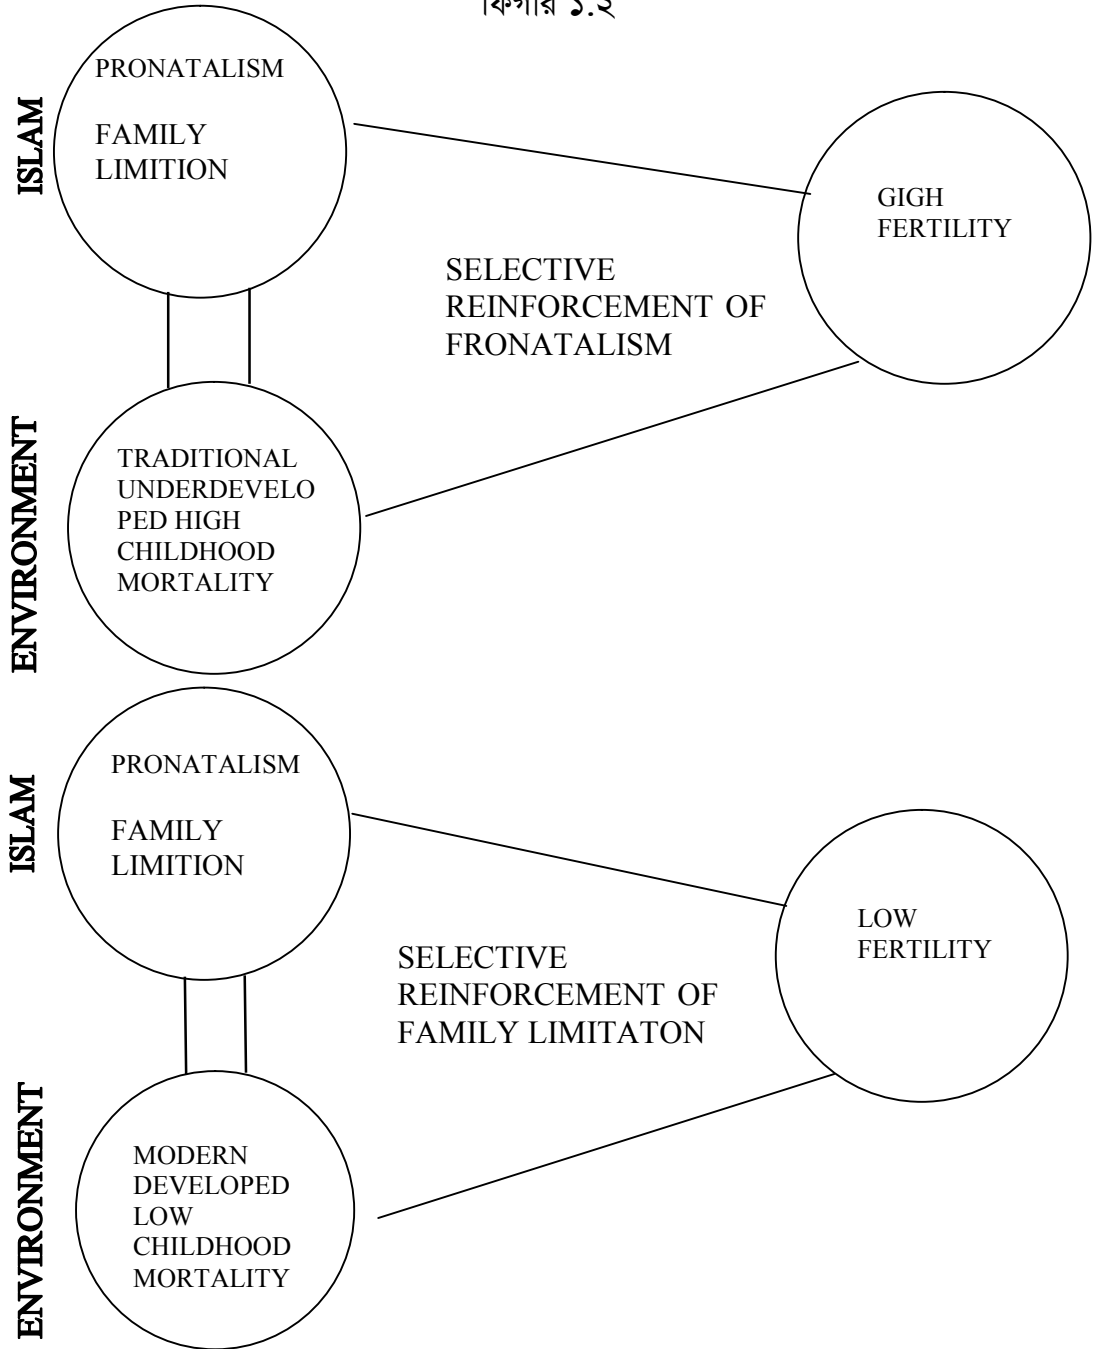 ফিগার ১.২
PRONATALISM
FAMILY
LIMITION
ISLAM
GIGH
FERTILITY
SELECTIVE
REINFORCEMENT OF
FRONATALISM
ENVIRONMENT
TRADITIONAL
UNDERDEVELO
PED HIGH
CHILDHOOD
MORTALITY
PRONATALISM
FAMILY
LIMITION
ISLAM
LOW
FERTILITY
SELECTIVE
REINFORCEMENT OF
FAMILY LIMITATON
ENVIRONMENT
MODERN
DEVELOPED
LOW
CHILDHOOD
MORTALITY